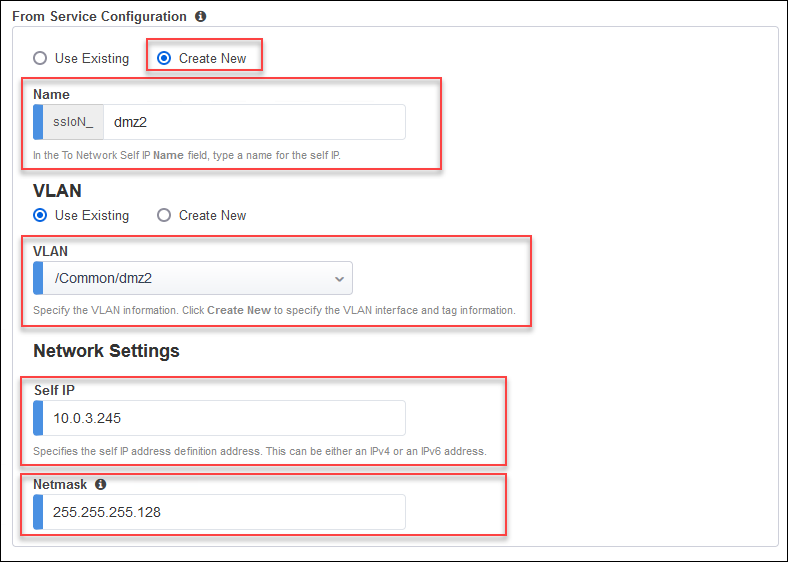 From Service Configuration
Use Existing Create New
Name
ssloN_ dmz2
In the To Network Self IP Name field, type a name for the self IP.
VLAN
Use Existing Create New
VLAN
/Common/dmz2
Specify the VLAN information. Click Create New to specify the VLAN interface and tag information.
Network Settings
Self IP
10.0.3.245
Specifies the self IP address definition address. This can be either an IPv4 or an IPv6 address.
Netmask
255.255.255.128